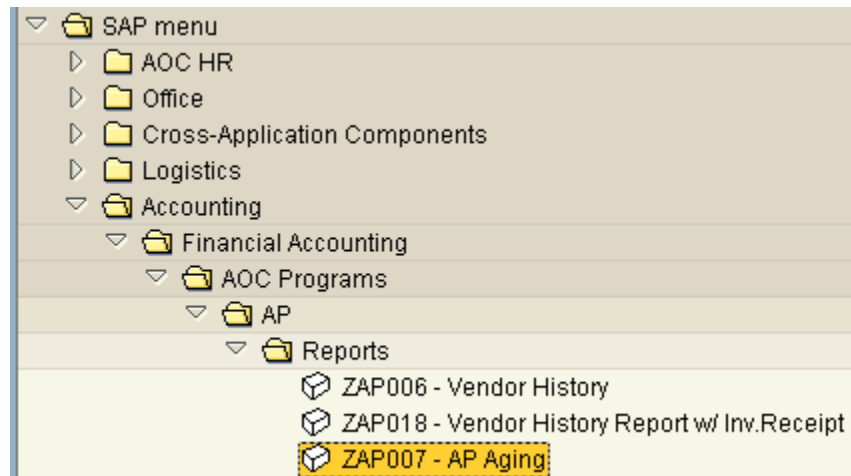 SAP menu
AOC HR
Office
Cross-Application Components
Logistics
Accounting
Financial Accounting
AOC Programs
AP
Reports
ZAP006 - Vendor History
ZAP018 - Vendor History Report w/ Inv.Receipt
ZAP007 - AP Aging